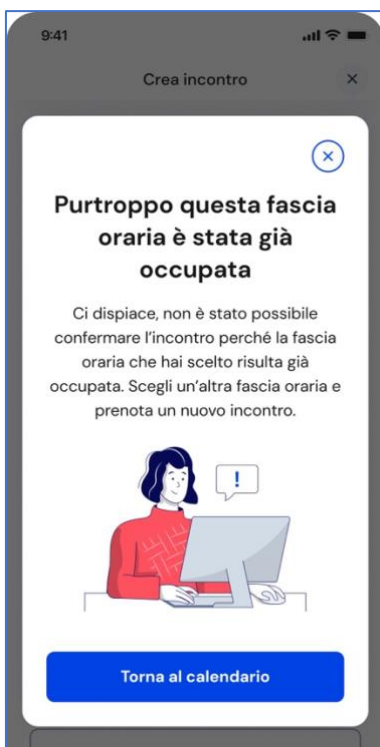 9:41
Crea incontro
Purtroppo questa fascia
oraria è stata già
occupata
Ci dispiace, non è stato possibile
confermare l’incontro perché la fascia
oraria che hai scelto risulta già
occupata. Scegli un’altra fascia oraria e
prenota un nuovo incontro.
!
Torna al calendario